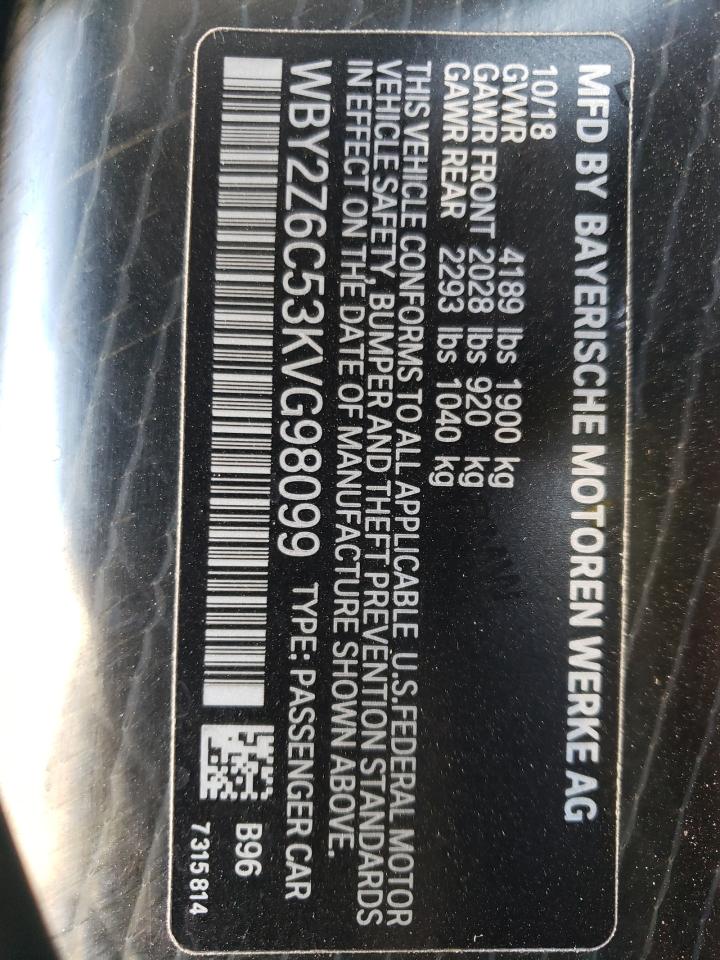 MFD BY BAYERISCHE MOTOREN WERKE AG
10/18
GVWR 4189 lbs 1900 kg
GAWR FRONT 2028 lbs 920 kg
GAWR REAR 2293 lbs 1040 kg
THIS VEHICLE CONFORMS TO ALL APPLICABLE U.S.FEDERAL MOTOR
VEHICLE SAFETY, BUMPER AND THEFT PREVENTION STANDARDS
IN EFFECT ON THE DATE OF MANUFACTURE SHOWN ABOVE.
WBY2Z6C53KVG98099 TYPE: PASSENGER CAR
B96
7315814